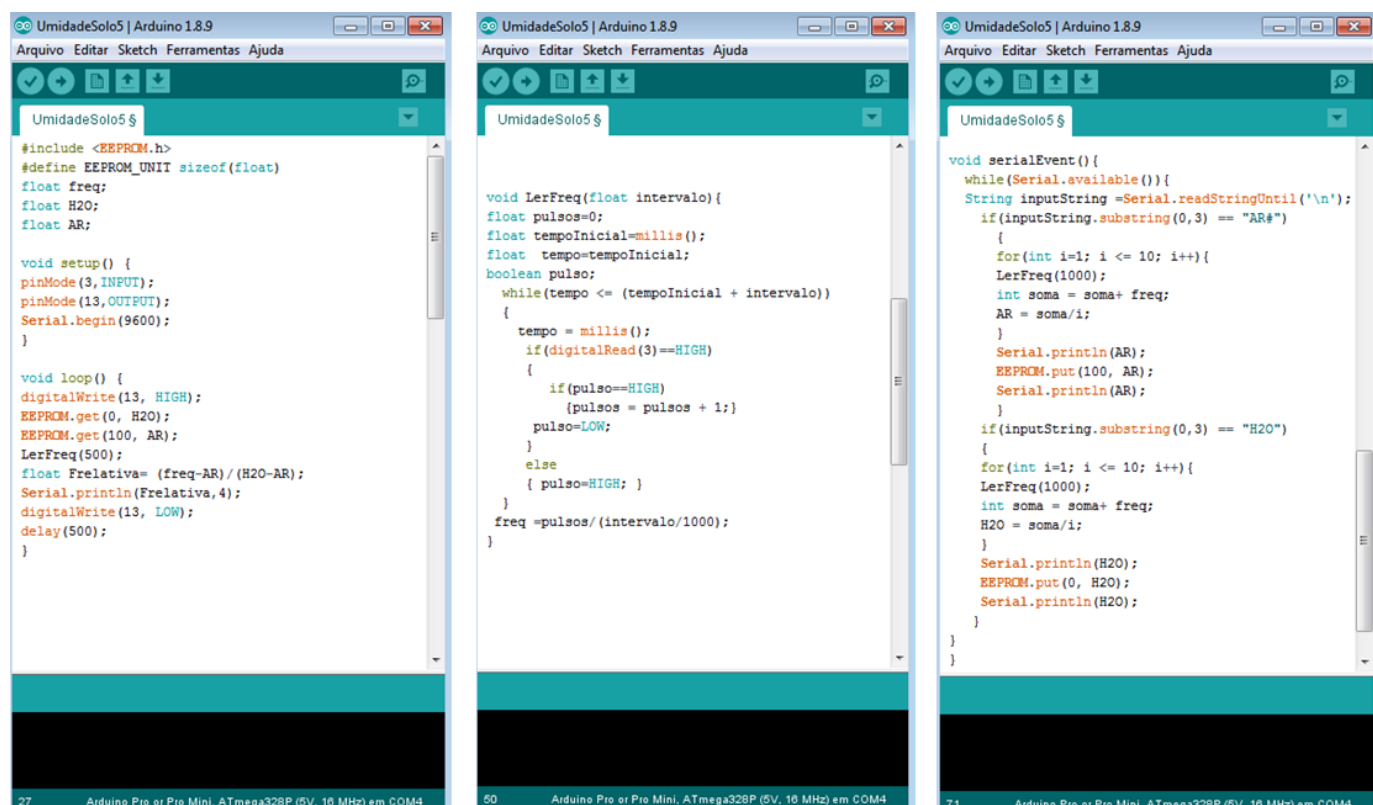 UmidadeSolo5 | Arduino 1.8.9
Arquivo Editar Sketch Ferramentas Ajuda
UmidadeSolo5 §
#include <EEPROM.h>
#define EEPROM_UNIT sizeof(float)
float freq;
float H2O;
float AR;
void setup() {
pinMode(3,INPUT);
pinMode(13,OUTPUT);
Serial.begin(9600);
}
void loop() {
digitalWrite(13, HIGH);
EEPROM.get(0, H2O);
EEPROM.get(100, AR);
LerFreq(500);
float Frelativa= (freq-AR)/(H2O-AR);
Serial.println(Frelativa,4);
digitalWrite(13, LOW);
delay(500);
}
27 Arduino Pro or Pro Mini, ATmega328P (5V, 16 MHz) em COM4
UmidadeSolo5 | Arduino 1.8.9
Arquivo Editar Sketch Ferramentas Ajuda
UmidadeSolo5 §
void LerFreq(float intervalo){
float pulsos=0;
float tempoInicial=millis();
float tempo=tempoInicial;
boolean pulso;
while(tempo <= (tempoInicial + intervalo))
{
tempo = millis();
if(digitalRead(3)==HIGH)
{
if(pulso==HIGH)
{pulsos = pulsos + 1;}
pulso=LOW;
}
else
{ pulso=HIGH; }
}
freq =pulsos/(intervalo/1000);
}
50 Arduino Pro or Pro Mini, ATmega328P (5V, 16 MHz) em COM4
UmidadeSolo5 | Arduino 1.8.9
Arquivo Editar Sketch Ferramentas Ajuda
UmidadeSolo5 §
void serialEvent(){
while(Serial.available()){
String inputString =Serial.readStringUntil('\n');
if(inputString.substring(0,3) == "AR#")
{
for(int i=1; i <= 10; i++){
LerFreq(1000);
int soma = soma+ freq;
AR = soma/i;
}
Serial.println(AR);
EEPROM.put(100, AR);
Serial.println(AR);
}
if(inputString.substring(0,3) == "H2O")
{
for(int i=1; i <= 10; i++){
LerFreq(1000);
int soma = soma+ freq;
H2O = soma/i;
}
Serial.println(H2O);
EEPROM.put(0, H2O);
Serial.println(H2O);
}
}
}
71 Arduino Pro or Pro Mini, ATmega328P (5V, 16 MHz) em COM4